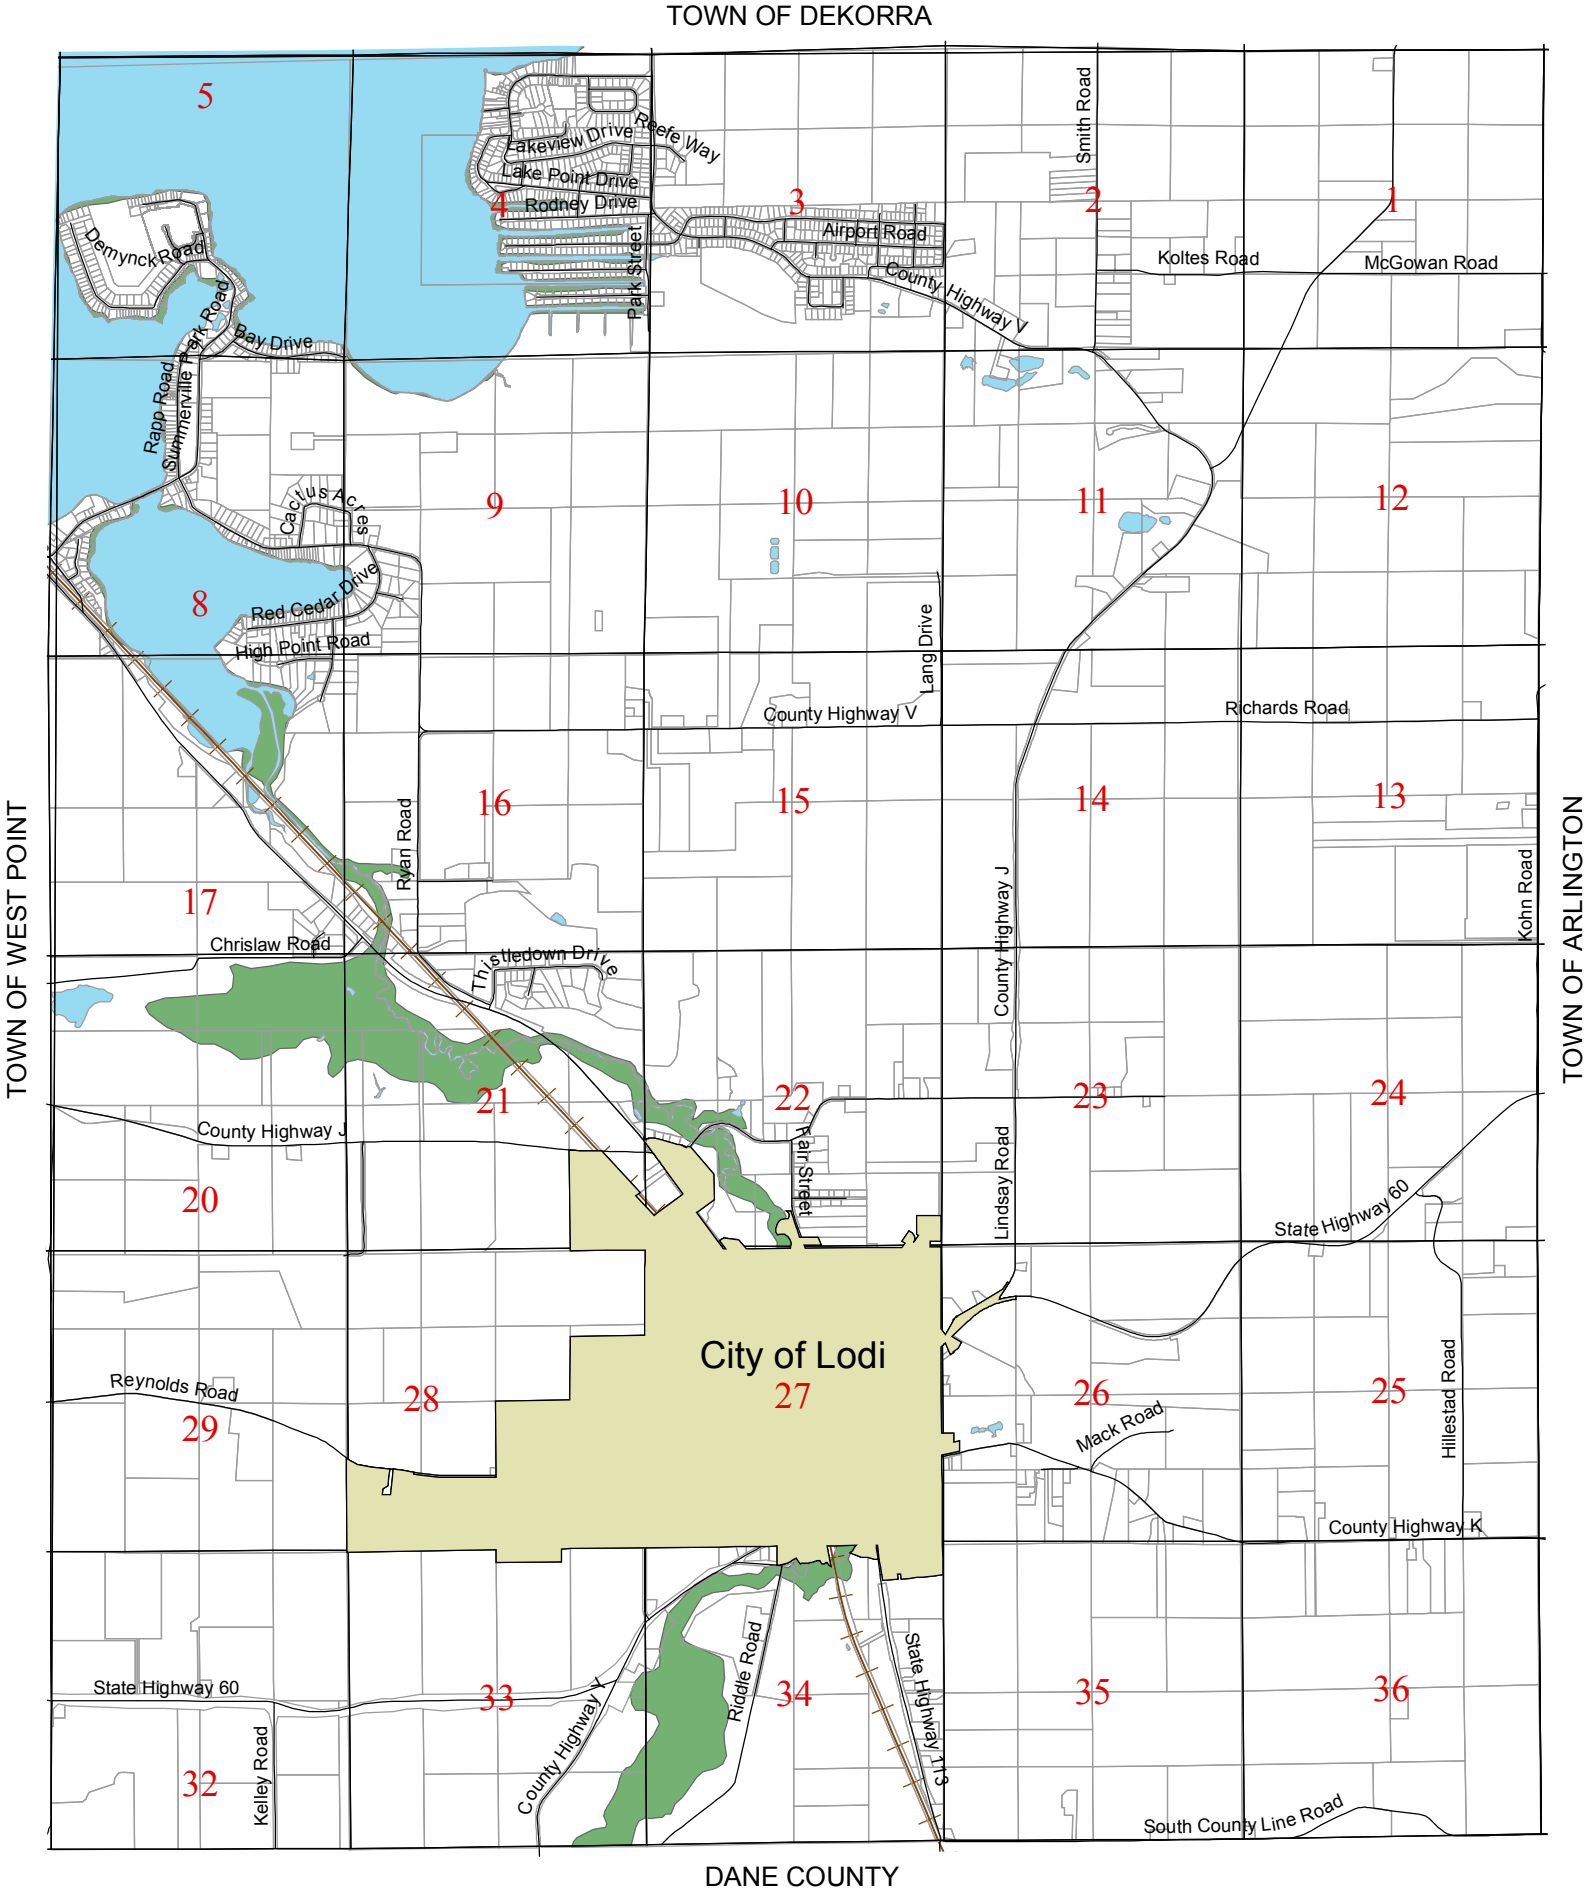 TOWN OF DEKORRA
5
Smith Road
Reefe Way
Lakeview Drive
Lake Point Drive
4
Rodney Drive
3
2
1
Demynck Road
Airport Road
Park Street
Koltes Road
McGowan Road
County Highway V
Summerville Park Road
Bay Drive
Rapp Road
Cactus Acres
9
10
11
12
8
Red Cedar Drive
High Point Road
Lang Drive
County Highway V
Richards Road
16
15
14
13
Ryan Road
TOWN OF WEST POINT
TOWN OF ARLINGTON
17
County Highway J
Kohn Road
Chrislaw Road
Thistledown Drive
21
22
23
24
County Highway J
Fair Street
Lindsay Road
20
State Highway 60
City of Lodi
Reynolds Road
28
27
26
25
29
Mack Road
Hillestad Road
County Highway K
State Highway 60
33
34
35
36
County Highway Y
Riddle Road
State Highway 113
32
Kelley Road
South County Line Road
DANE COUNTY